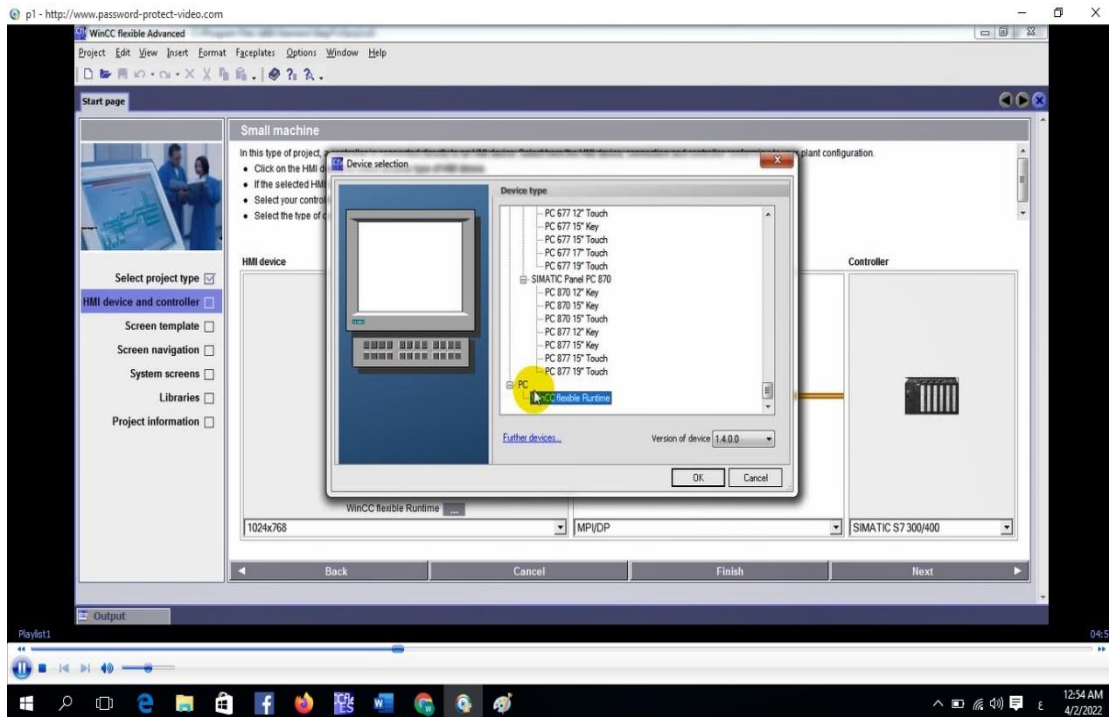 p1 - http://www.password-protect-video.com
WinCC flexible Advanced
Project Edit View Insert Format Faceplates Options Window Help
Start page
Small machine
In this type of project, a
plant configuration.
Click on the HMI
If the selected HMI
Select your
Select the type of
Device selection
Device type
PC 677 12" Touch
PC 677 15" Key
PC 677 15" Touch
PC 677 17" Touch
PC 677 19" Touch
SIMATIC Panel PC 870
PC 870 12" Key
PC 870 15" Key
PC 870 15" Touch
PC 877 12" Key
PC 877 15" Key
PC 877 15" Touch
PC 877 19" Touch
PC
WinCC flexible Runtime
Further devices...
Version of device 1.4.0.0
OK Cancel
Select project type
HMI device and controller
Screen template
Screen navigation
System screens
Libraries
Project information
HMI device
Controller
WinCC flexible Runtime ...
1024x768
MPI/DP
SIMATIC S7 300/400
Back Cancel Finish Next
Output
Playlist1
04:5
12:54 AM
4/2/2022